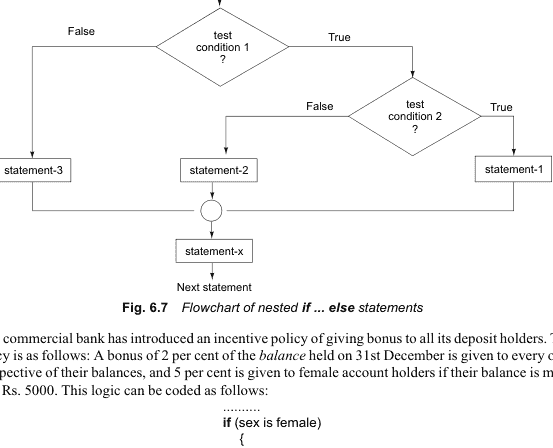 False
test
condition 1
?
True
False
test
condition 2
?
True
statement-3
statement-2
statement-1
statement-x
Next statement
Fig. 6.7 Flowchart of nested if ... else statements
commercial bank has introduced an incentive policy of giving bonus to all its deposit holders.
is as follows: A bonus of 2 per cent of the balance held on 31st December is given to every
of their balances, and 5 per cent is given to female account holders if their balance is
Rs. 5000. This logic can be coded as follows:
..........
if (sex is female)
{